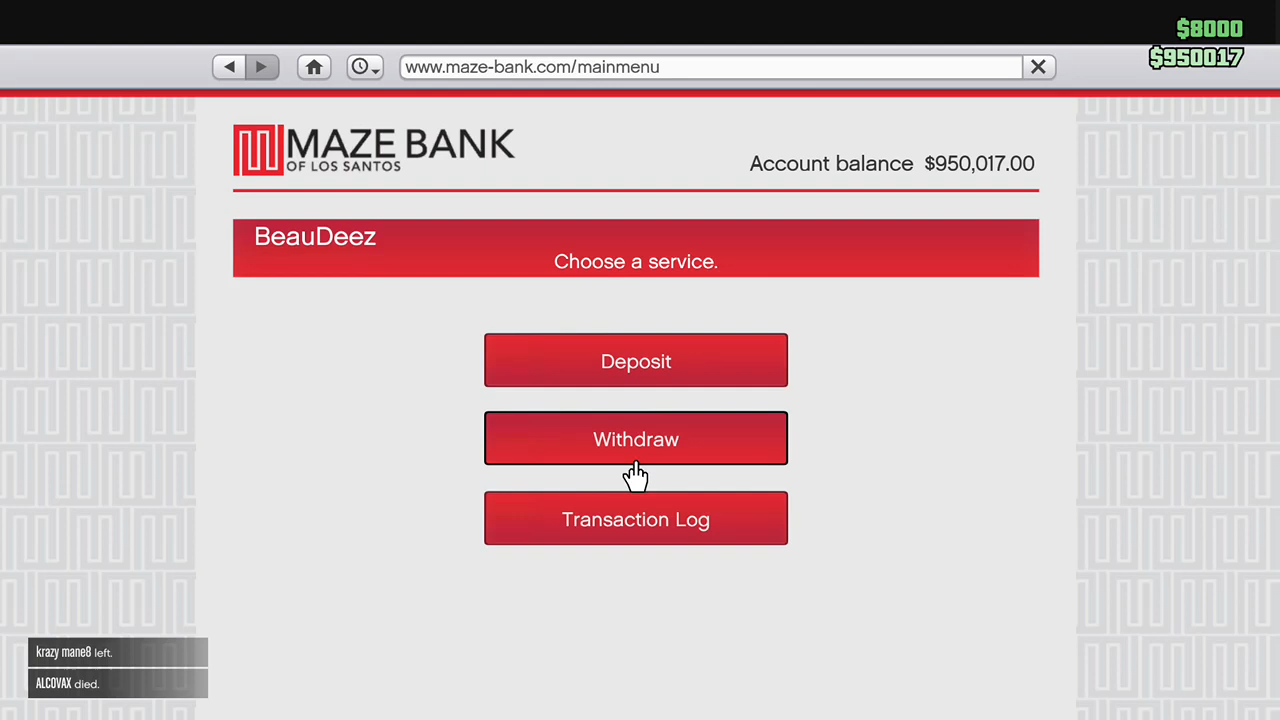 $8000
$950017
www.maze-bank.com/mainmenu
MAZE BANK
OF LOS SANTOS
Account balance $950,017.00
BeauDeez
Choose a service.
Deposit
Withdraw
Transaction Log
krazy mane8 left.
ALCOVAX died.